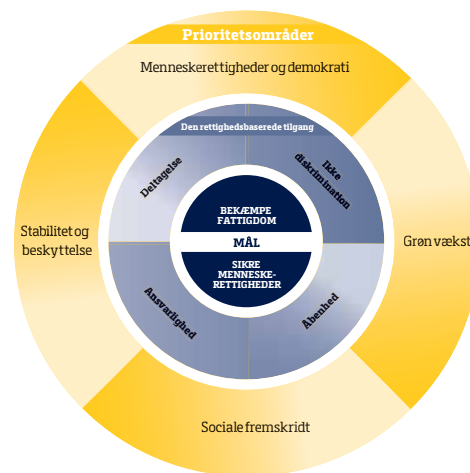 Prioritetsområder
Menneskerettigheder og demokrati
Den rettighedsbaserede tilgang
Deltagelse
Ikke
diskrimination
BEKÆMPE
FATTIGDOM
MÅL
SIKRE
MENNESKE-
RETTIGHEDER
Stabilitet og
beskyttelse
Grøn vækst
Ansvarlighed
Åbenhed
Sociale fremskridt